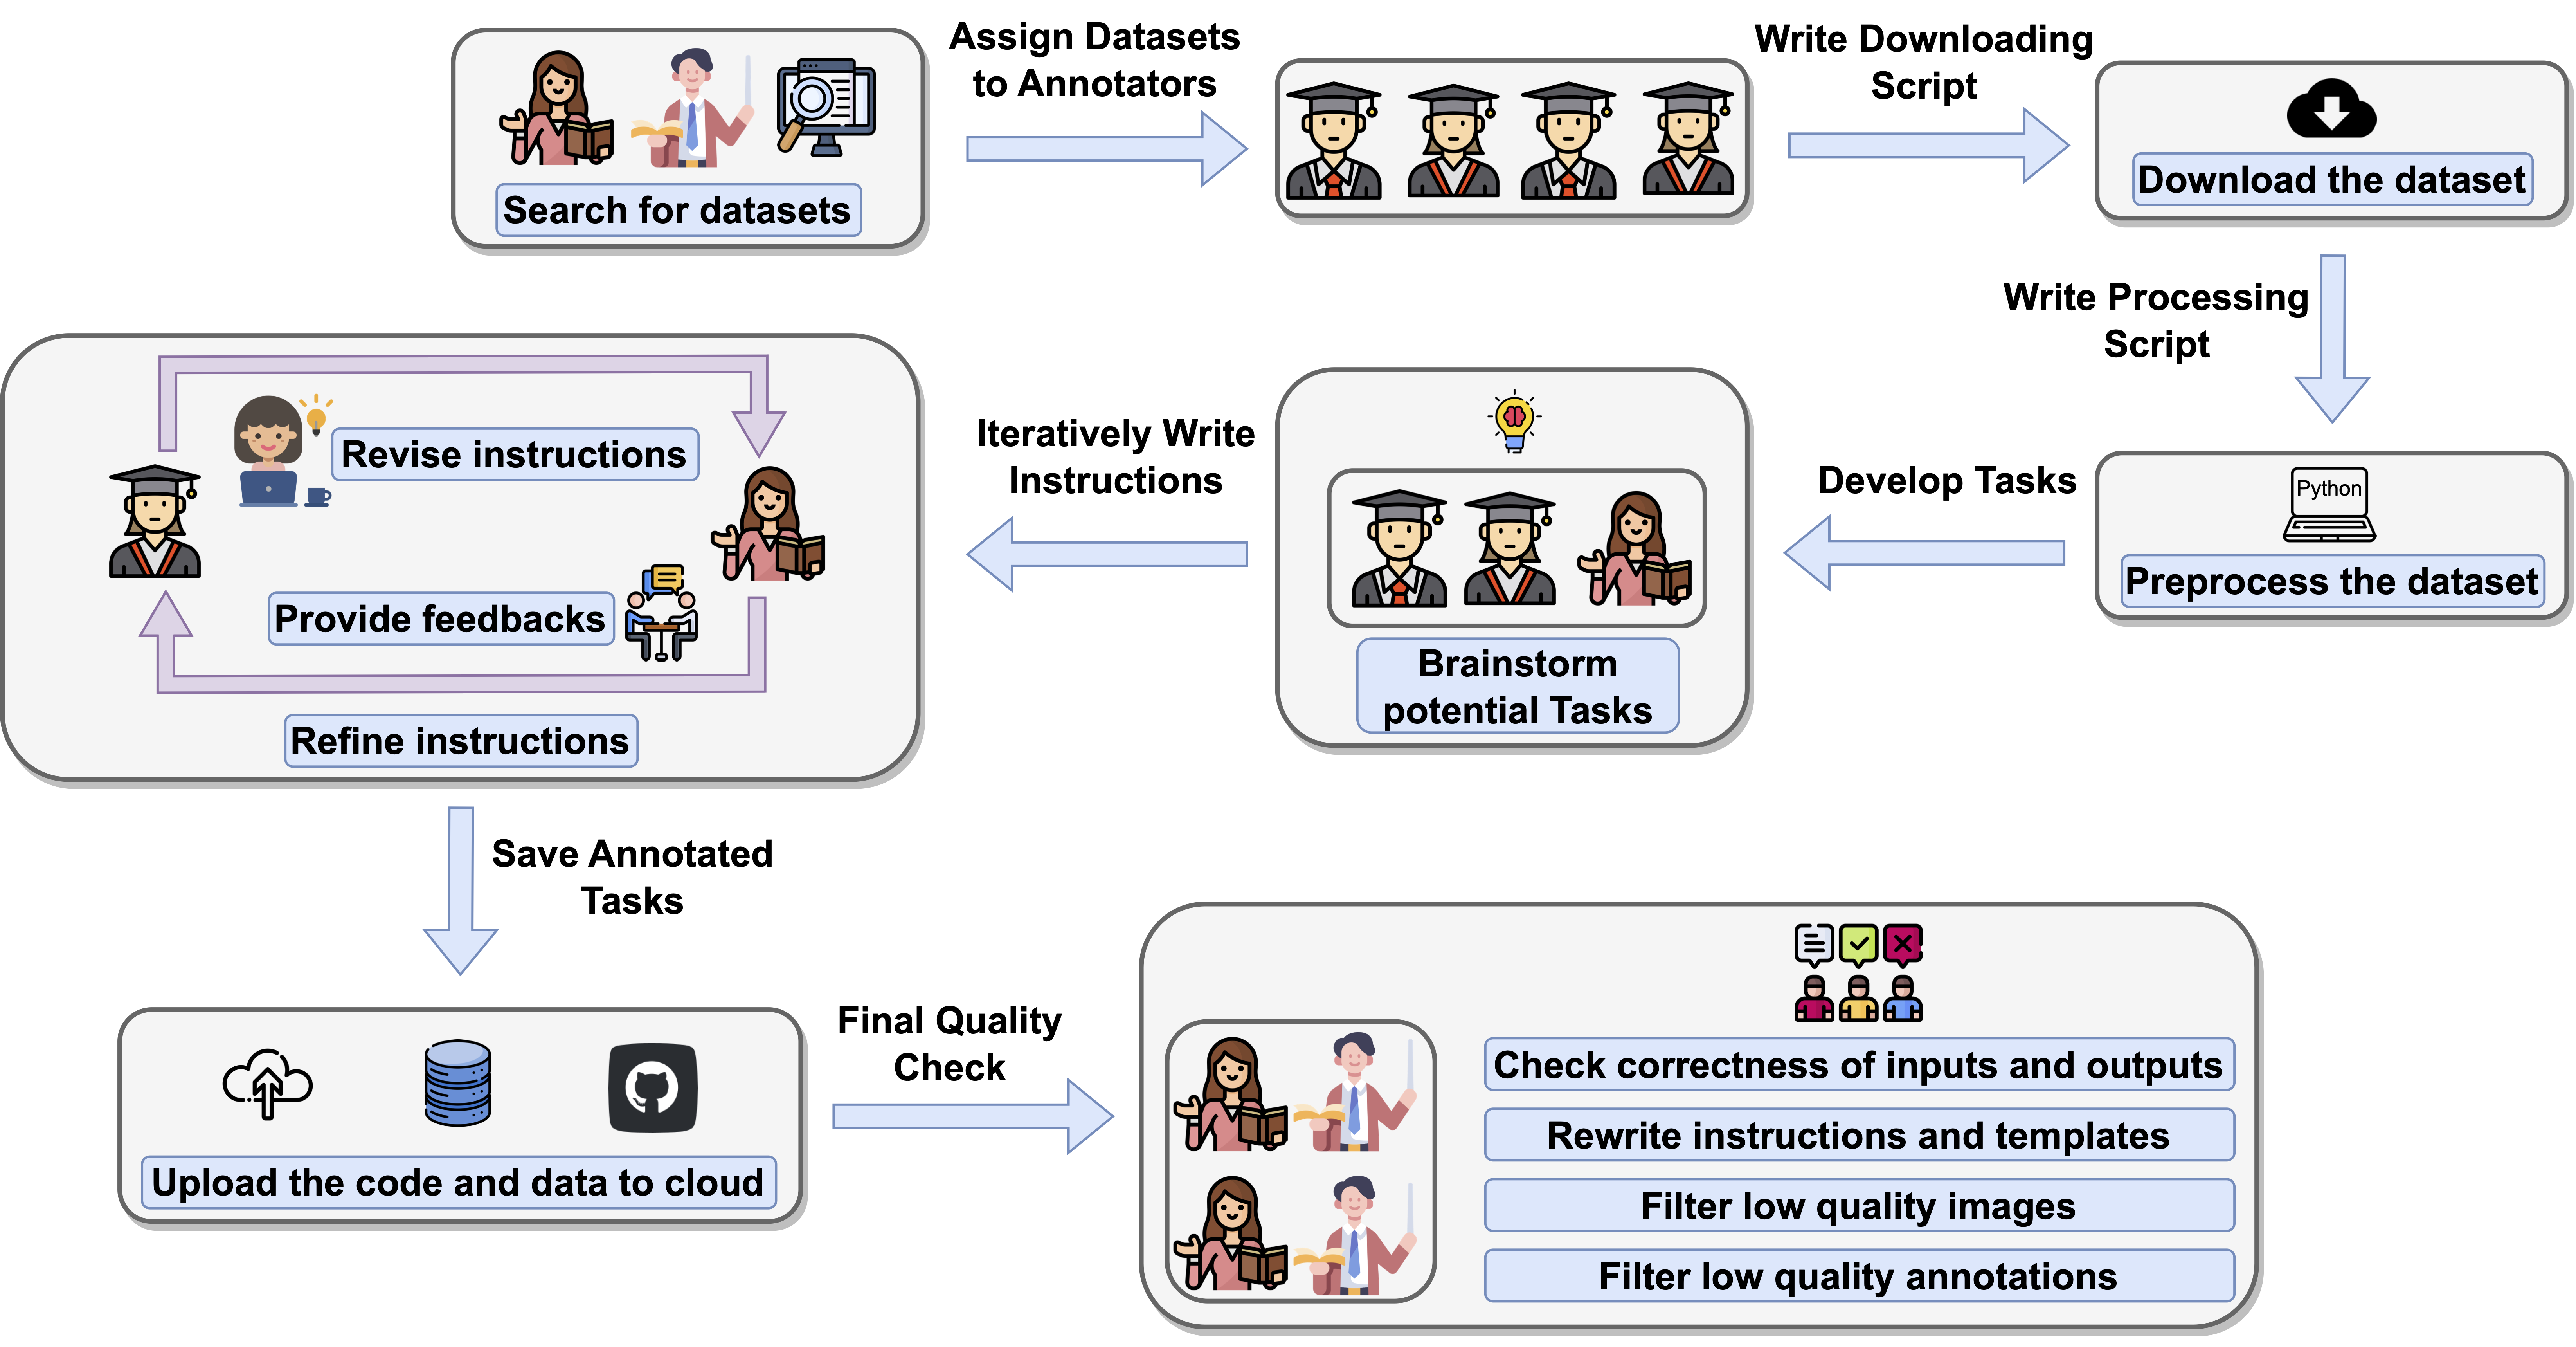 Search for datasets
Assign Datasets
to Annotators
Write Downloading
Script
Download the dataset
Write Processing
Script
Python
Preprocess the dataset
Develop Tasks
Brainstorm
potential Tasks
Iteratively Write
Instructions
Revise instructions
Provide feedbacks
Refine instructions
Save Annotated
Tasks
Upload the code and data to cloud
Final Quality
Check
Check correctness of inputs and outputs
Rewrite instructions and templates
Filter low quality images
Filter low quality annotations